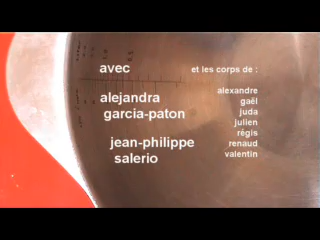 avec
alejandra
garcia-paton
jean-philippe
salerio
et les corps de :
alexandre
gaël
juda
julien
régis
renaud
valentin